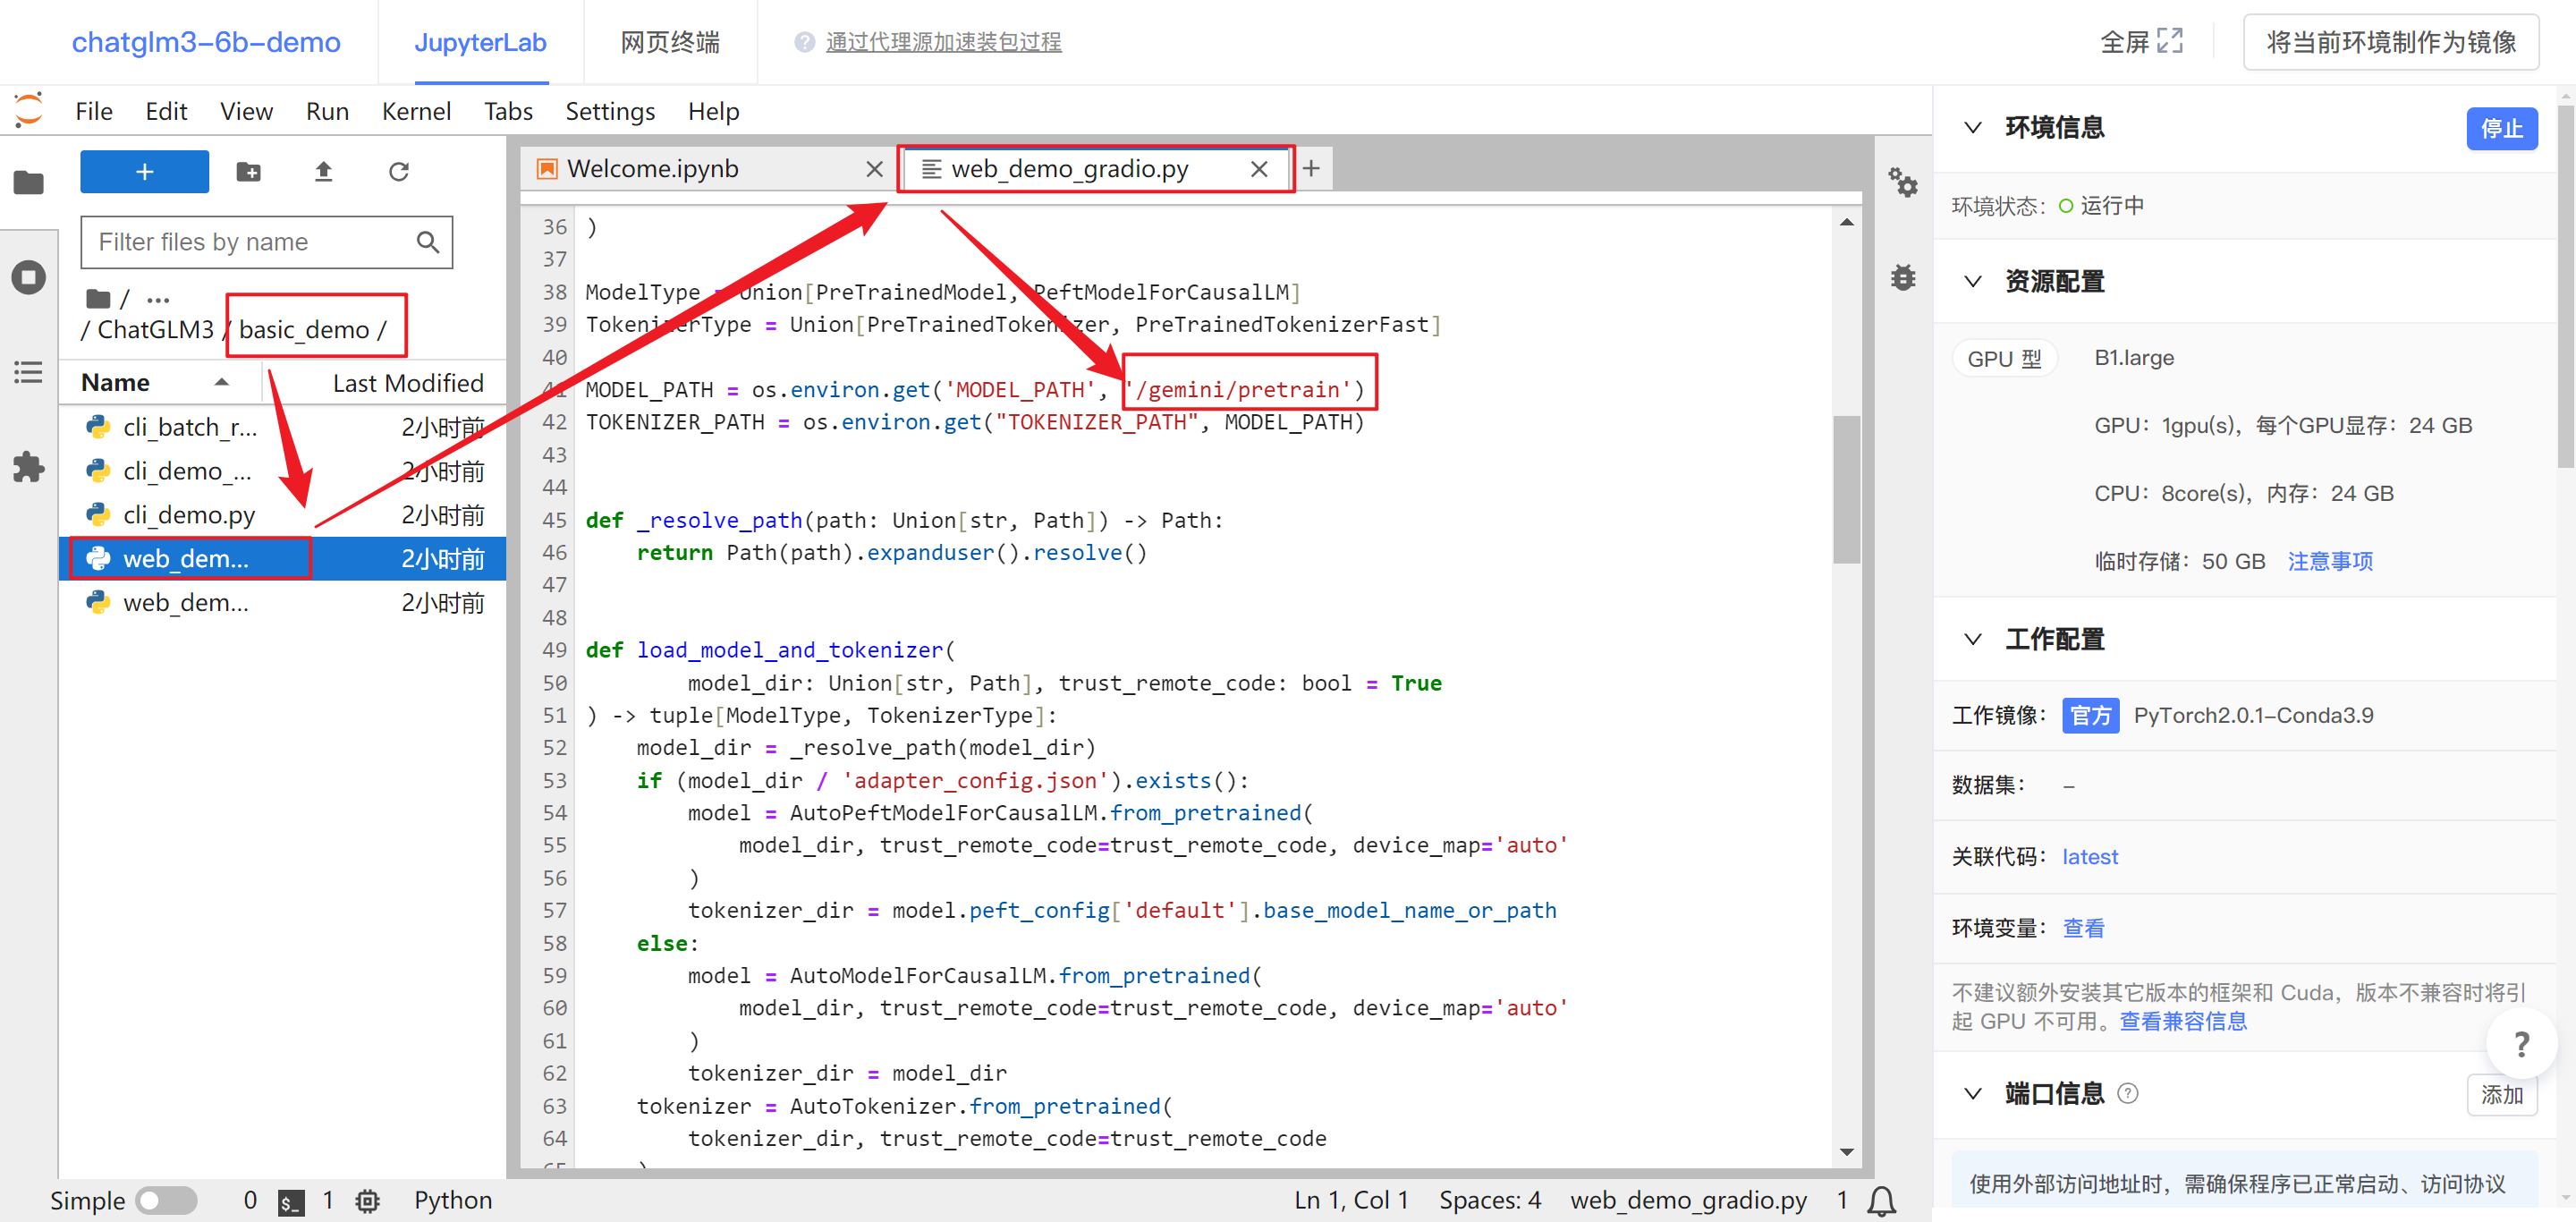 chatglm3-6b-demo
JupyterLab
网页终端
通过代理源加速装包过程
全屏
将当前环境制作为镜像
File Edit View Run Kernel Tabs Settings Help
+
Filter files by name
/ ...
/ ChatGLM3 / basic_demo /
Name Last Modified
cli_batch_r... 2小时前
cli_demo_... 2小时前
cli_demo.py 2小时前
web_dem... 2小时前
web_dem... 2小时前
Welcome.ipynb
web_demo_gradio.py
36 )
37
38 ModelType = Union[PreTrainedModel, PeftModelForCausalLM]
39 TokenizerType = Union[PreTrainedTokenizer, PreTrainedTokenizerFast]
40
41 MODEL_PATH = os.environ.get('MODEL_PATH', '/gemini/pretrain')
42 TOKENIZER_PATH = os.environ.get("TOKENIZER_PATH", MODEL_PATH)
43
44
45 def _resolve_path(path: Union[str, Path]) -> Path:
46     return Path(path).expanduser().resolve()
47
48
49 def load_model_and_tokenizer(
50         model_dir: Union[str, Path], trust_remote_code: bool = True
51 ) -> tuple[ModelType, TokenizerType]:
52     model_dir = _resolve_path(model_dir)
53     if (model_dir / 'adapter_config.json').exists():
54         model = AutoPeftModelForCausalLM.from_pretrained(
55             model_dir, trust_remote_code=trust_remote_code, device_map='auto'
56         )
57         tokenizer_dir = model.peft_config['default'].base_model_name_or_path
58     else:
59         model = AutoModelForCausalLM.from_pretrained(
60             model_dir, trust_remote_code=trust_remote_code, device_map='auto'
61         )
62         tokenizer_dir = model_dir
63     tokenizer = AutoTokenizer.from_pretrained(
64         tokenizer_dir, trust_remote_code=trust_remote_code
Simple 0 $_ 1 Python
Ln 1, Col 1 Spaces: 4 web_demo_gradio.py 1
环境信息
停止
环境状态： 运行中
资源配置
GPU 型 B1.large
GPU：1gpu(s)，每个GPU显存：24 GB
CPU：8core(s)，内存：24 GB
临时存储：50 GB 注意事项
工作配置
工作镜像： 官方 PyTorch2.0.1-Conda3.9
数据集： –
关联代码： latest
环境变量： 查看
不建议额外安装其它版本的框架和 Cuda，版本不兼容时将引
起 GPU 不可用。查看兼容信息
?
端口信息 ?
添加
使用外部访问地址时，需确保程序已正常启动、访问协议